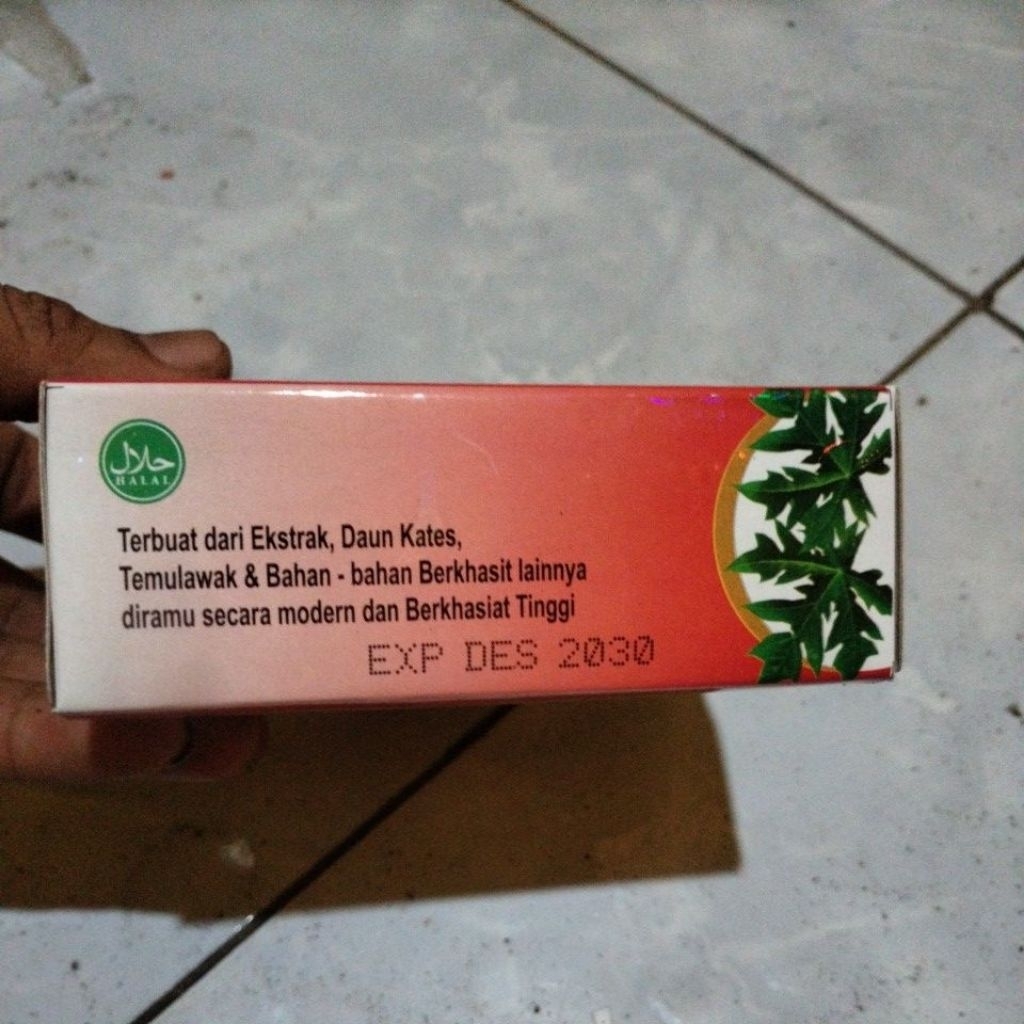 حلال
HALAL
Terbuat dari Ekstrak, Daun Kates,
Temulawak & Bahan - bahan Berkhasit lainnya
diramu secara modern dan Berkhasiat Tinggi
EXP DES 2030